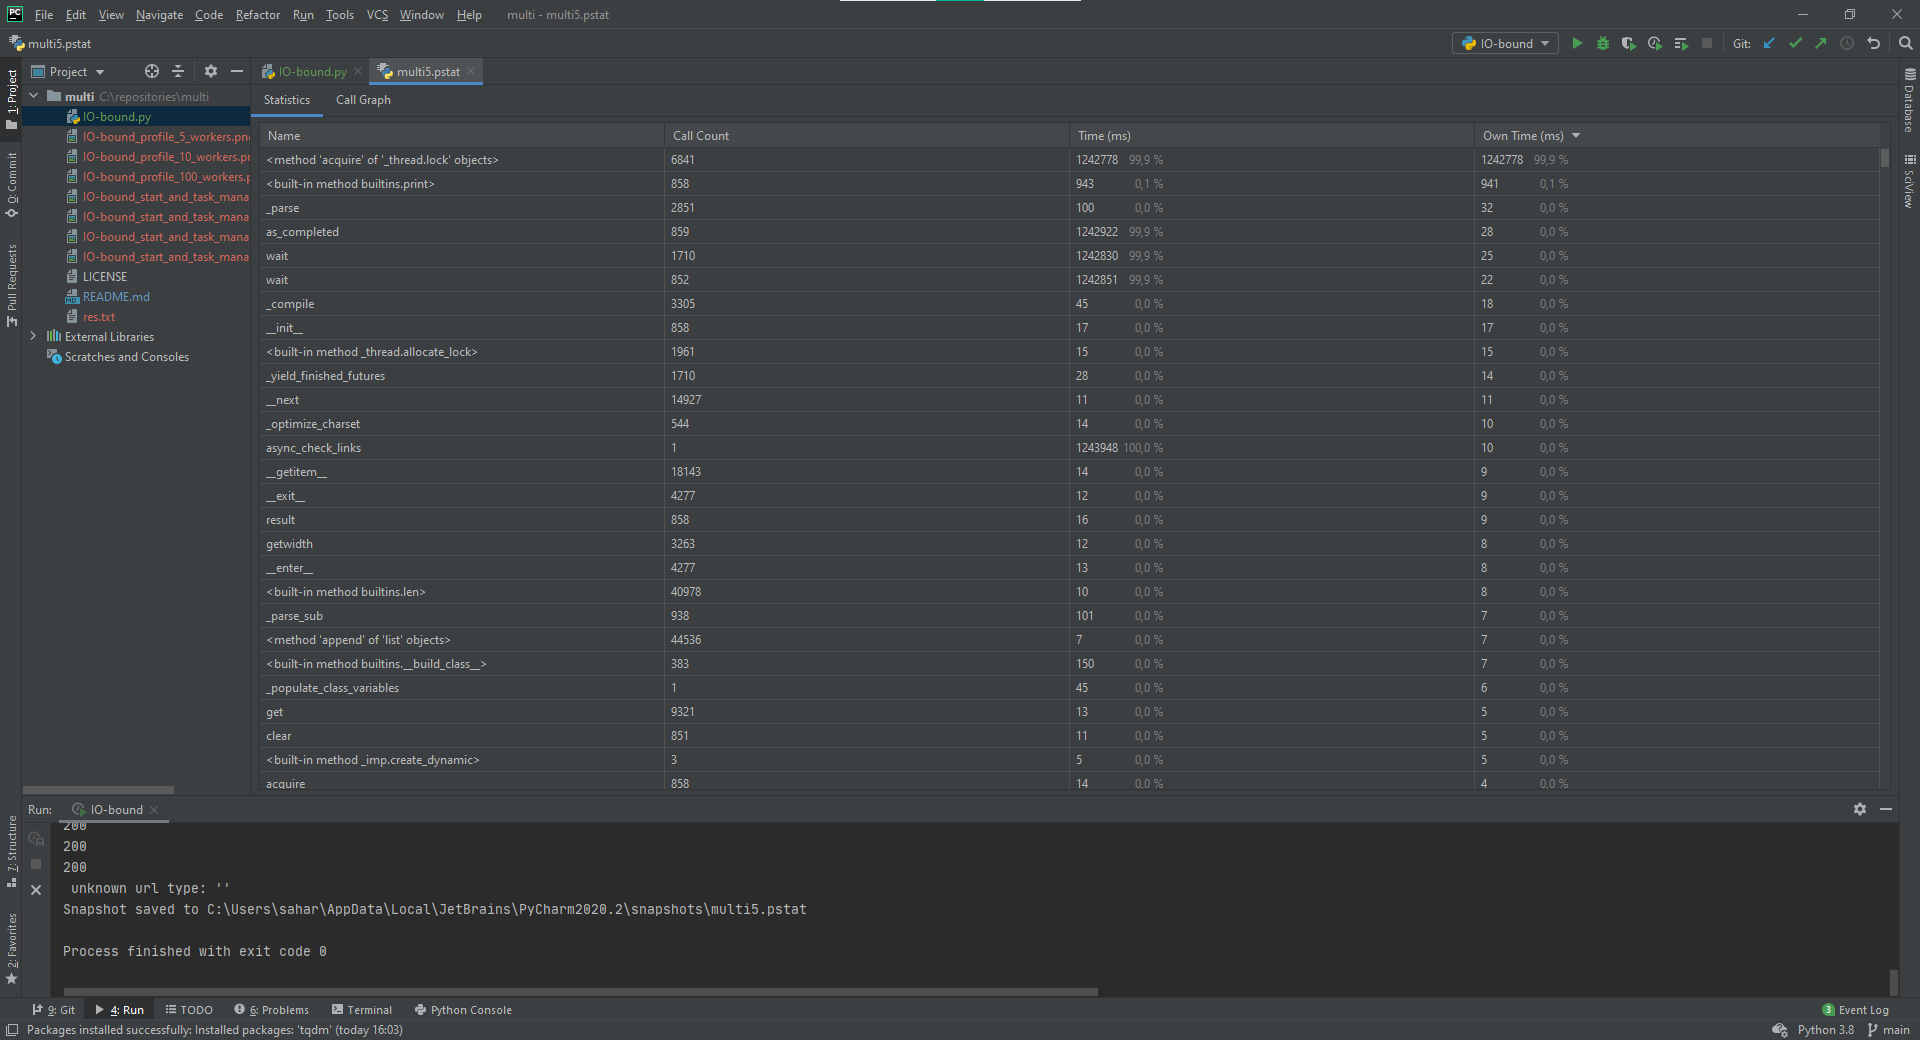 PC File Edit View Navigate Code Refactor Run Tools VCS Window Help multi - multi5.pstat
multi5.pstat IO-bound Git:
1: Project
0: Commit
Pull Requests
7: Structure
2: Favorites
Project
multi C:\repositories\multi
IO-bound.py
IO-bound_profile_5_workers.pn
IO-bound_profile_10_workers.p
IO-bound_profile_100_workers.p
IO-bound_start_and_task_mana
IO-bound_start_and_task_mana
IO-bound_start_and_task_mana
IO-bound_start_and_task_mana
LICENSE
README.md
res.txt
External Libraries
Scratches and Consoles
IO-bound.py multi5.pstat
Statistics Call Graph
Name Call Count Time (ms) Own Time (ms)
<method 'acquire' of '_thread.lock' objects> 6841 1242778 99,9 % 1242778 99,9 %
<built-in method builtins.print> 858 943 0,1 % 941 0,1 %
_parse 2851 100 0,0 % 32 0,0 %
as_completed 859 1242922 99,9 % 28 0,0 %
wait 1710 1242830 99,9 % 25 0,0 %
wait 852 1242851 99,9 % 22 0,0 %
_compile 3305 45 0,0 % 18 0,0 %
__init__ 858 17 0,0 % 17 0,0 %
<built-in method _thread.allocate_lock> 1961 15 0,0 % 15 0,0 %
_yield_finished_futures 1710 28 0,0 % 14 0,0 %
__next 14927 11 0,0 % 11 0,0 %
_optimize_charset 544 14 0,0 % 10 0,0 %
async_check_links 1 1243948 100,0 % 10 0,0 %
__getitem__ 18143 14 0,0 % 9 0,0 %
__exit__ 4277 12 0,0 % 9 0,0 %
result 858 16 0,0 % 9 0,0 %
getwidth 3263 12 0,0 % 8 0,0 %
__enter__ 4277 13 0,0 % 8 0,0 %
<built-in method builtins.len> 40978 10 0,0 % 8 0,0 %
_parse_sub 938 101 0,0 % 7 0,0 %
<method 'append' of 'list' objects> 44536 7 0,0 % 7 0,0 %
<built-in method builtins.__build_class__> 383 150 0,0 % 7 0,0 %
_populate_class_variables 1 45 0,0 % 6 0,0 %
get 9321 13 0,0 % 5 0,0 %
clear 851 11 0,0 % 5 0,0 %
<built-in method _imp.create_dynamic> 3 5 0,0 % 5 0,0 %
acquire 858 14 0,0 % 4 0,0 %
Database
SciView
Run: IO-bound
200
200
200
unknown url type: ''
Snapshot saved to C:\Users\sahar\AppData\Local\JetBrains\PyCharm2020.2\snapshots\multi5.pstat
Process finished with exit code 0
9: Git 4: Run TODO 6: Problems Terminal Python Console 3 Event Log
Packages installed successfully: Installed packages: 'tqdm' (today 16:03) Python 3.8 main